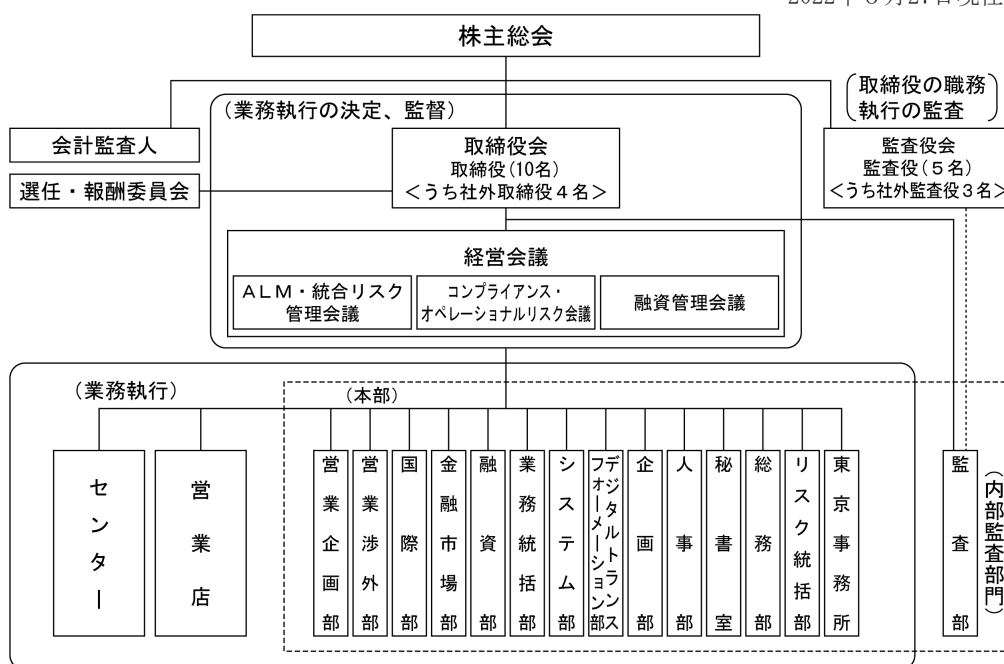 株主総会
(業務執行の決定、監督)
取締役の職務
執行の監査
会計監査人
選任・報酬委員会
取締役会
取締役(10名)
<うち社外取締役４名>
監査役会
監査役(５名)
<うち社外監査役３名>
経営会議
ＡＬＭ・統合リスク
管理会議
コンプライアンス・
オペレーショナルリスク会議
融資管理会議
(業務執行)
(本部)
センター
営業店
営業企画部
営業渉外部
国際部
金融市場部
融資部
業務統括部
システム部
デジタルトランス
フォーメーション部
企画部
人事部
秘書室
総務部
リスク統括部
東京事務所
監査部
(内部監査部門)